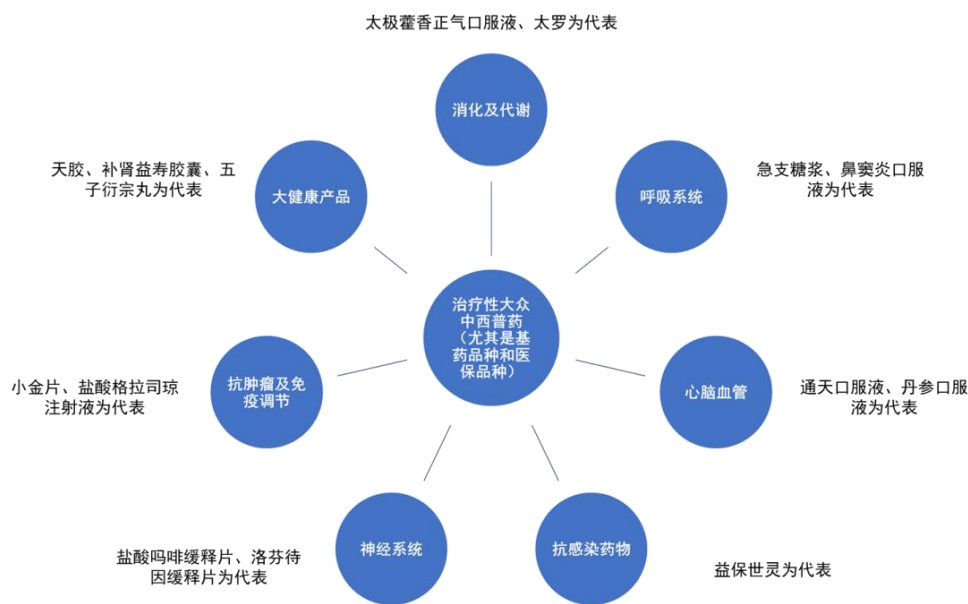 太极藿香正气口服液、太罗为代表
消化及代谢
天胶、补肾益寿胶囊、五
子衍宗丸为代表
大健康产品
呼吸系统
急支糖浆、鼻窦炎口服
液为代表
治疗性大众
中西普药
（尤其是基
药品种和医
保品种）
小金片、盐酸格拉司琼
注射液为代表
抗肿瘤及免
疫调节
心脑血管
通天口服液、丹参口服
液为代表
盐酸吗啡缓释片、洛芬待
因缓释片为代表
神经系统
抗感染药物
益保世灵为代表